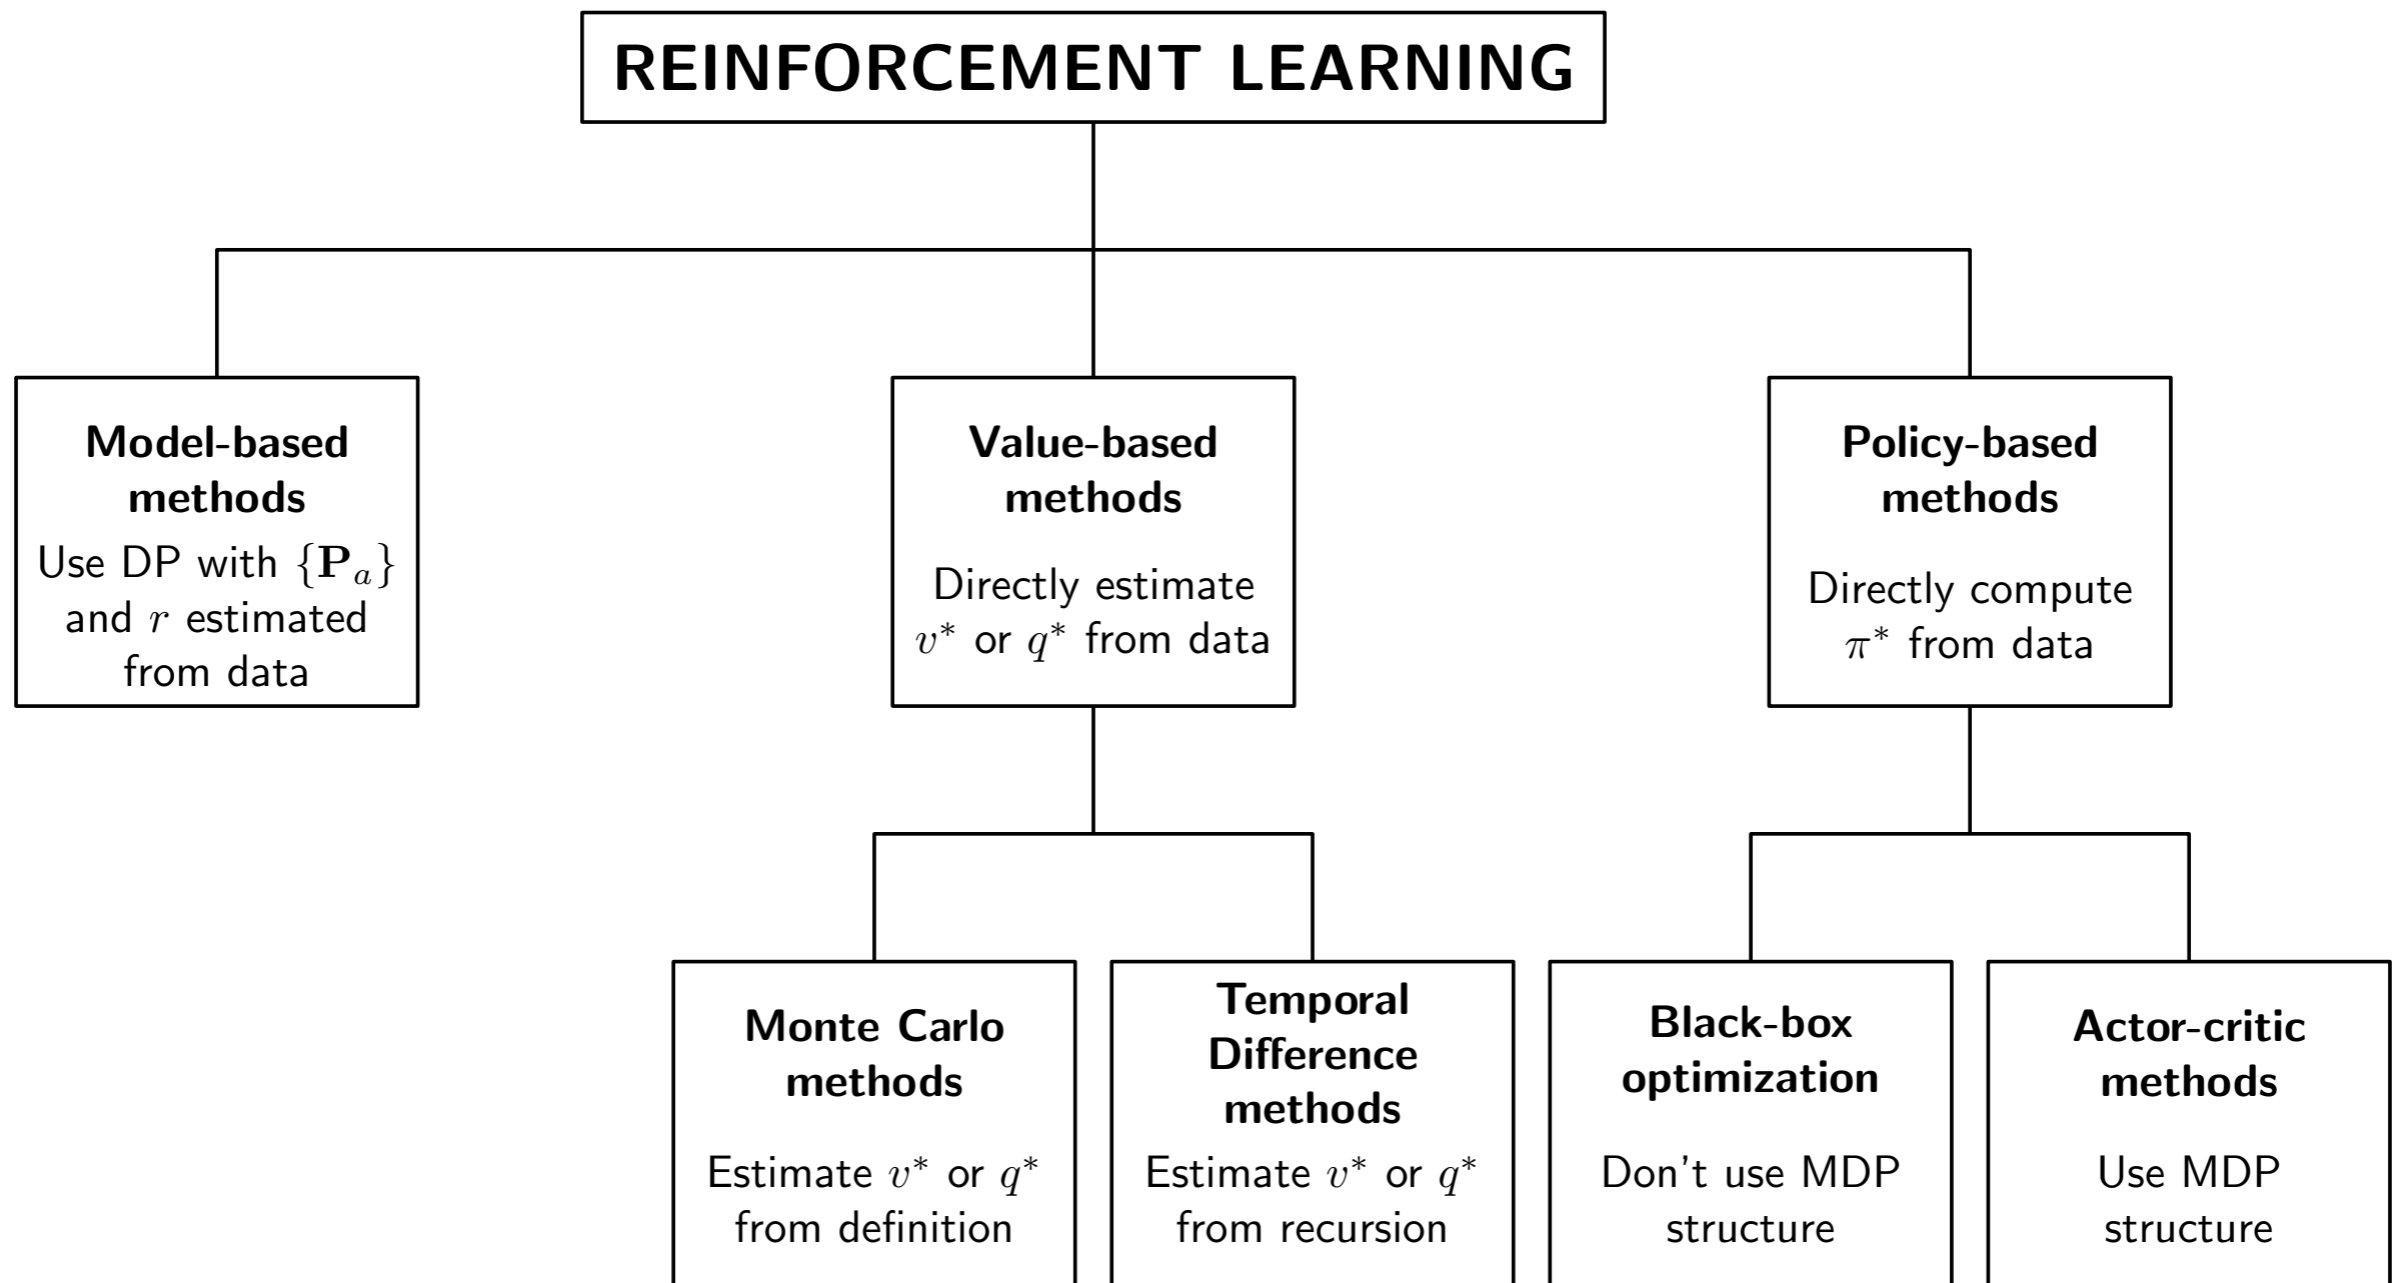 REINFORCEMENT LEARNING
Model-based
methods
Use DP with {P_a}
and r estimated
from data
Value-based
methods
Directly estimate
v* or q* from data
Policy-based
methods
Directly compute
π* from data
Monte Carlo
methods
Estimate v* or q*
from definition
Temporal
Difference
methods
Estimate v* or q*
from recursion
Black-box
optimization
Don't use MDP
structure
Actor-critic
methods
Use MDP
structure